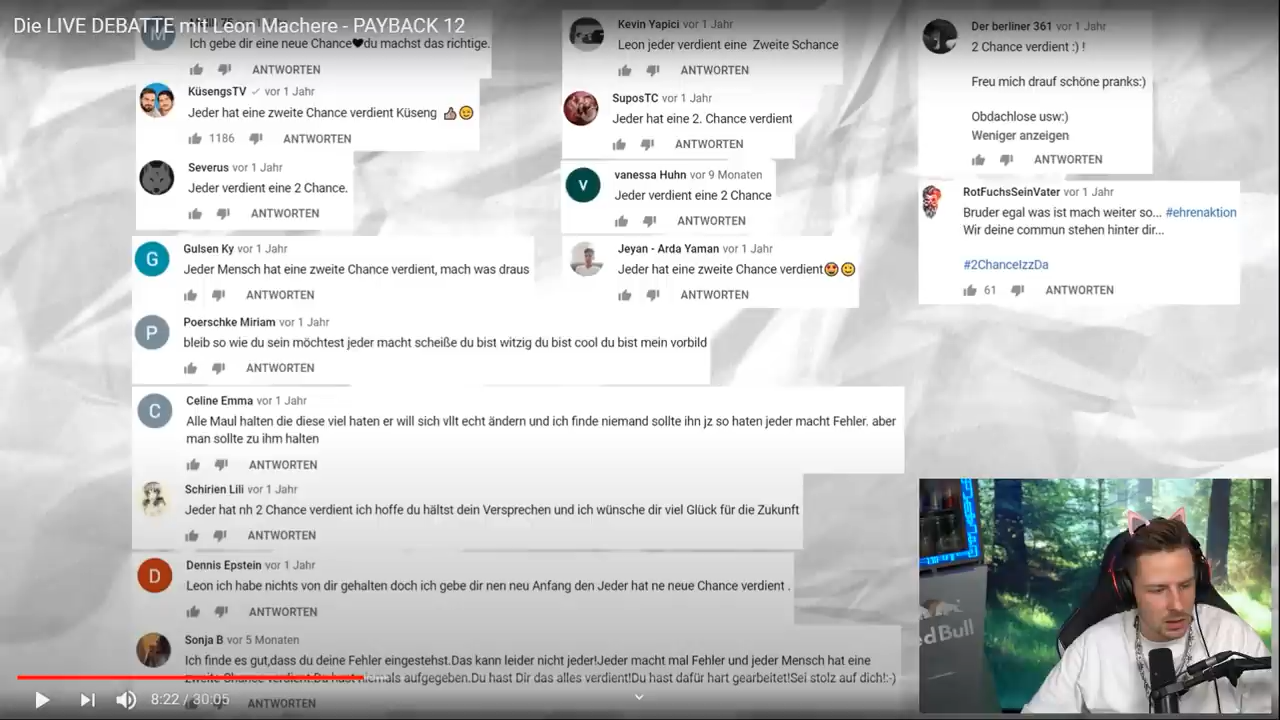 Die LIVE DEBATTE mit Leon Machere - PAYBACK 12
Ich gebe dir eine neue Chance❤du machst das richtige.
ANTWORTEN
KüsengsTV ✓ vor 1 Jahr
Jeder hat eine zweite Chance verdient Küseng 👍😉
1186 ANTWORTEN
Severus vor 1 Jahr
Jeder verdient eine 2 Chance.
ANTWORTEN
G
Gulsen Ky vor 1 Jahr
Jeder Mensch hat eine zweite Chance verdient, mach was draus
ANTWORTEN
P
Poerschke Miriam vor 1 Jahr
bleib so wie du sein möchtest jeder macht scheiße du bist witzig du bist cool du bist mein vorbild
ANTWORTEN
C
Celine Emma vor 1 Jahr
Alle Maul halten die diese viel haten er will sich vllt echt ändern und ich finde niemand sollte ihn jz so haten jeder macht Fehler. aber
man sollte zu ihm halten
ANTWORTEN
Schirien Lili vor 1 Jahr
Jeder hat nh 2 Chance verdient ich hoffe du hältst dein Versprechen und ich wünsche dir viel Glück für die Zukunft
ANTWORTEN
D
Dennis Epstein vor 1 Jahr
Leon ich habe nichts von dir gehalten doch ich gebe dir nen neu Anfang den Jeder hat ne neue Chance verdient .
ANTWORTEN
Sonja B vor 5 Monaten
Ich finde es gut,dass du deine Fehler eingestehst.Das kann leider nicht jeder!Jeder macht mal Fehler und jeder Mensch hat eine
zweite Chance verdient.Du hast niemals aufgegeben.Du hast Dir das alles verdient!Du hast dafür hart gearbeitet!Sei stolz auf dich!:-)
ANTWORTEN
Kevin Yapici vor 1 Jahr
Leon jeder verdient eine Zweite Schance
ANTWORTEN
SuposTC vor 1 Jahr
Jeder hat eine 2. Chance verdient
ANTWORTEN
V
vanessa Huhn vor 9 Monaten
Jeder verdient eine 2 Chance
ANTWORTEN
Jeyan - Arda Yaman vor 1 Jahr
Jeder hat eine zweite Chance verdient😍🙂
ANTWORTEN
Der berliner 361 vor 1 Jahr
2 Chance verdient :) !
Freu mich drauf schöne pranks:)
Obdachlose usw:)
Weniger anzeigen
ANTWORTEN
RotFuchsSeinVater vor 1 Jahr
Bruder egal was ist mach weiter so... #ehrenaktion
Wir deine commun stehen hinter dir...
#2ChanceIzzDa
61 ANTWORTEN
edBull
8:22 / 30:05